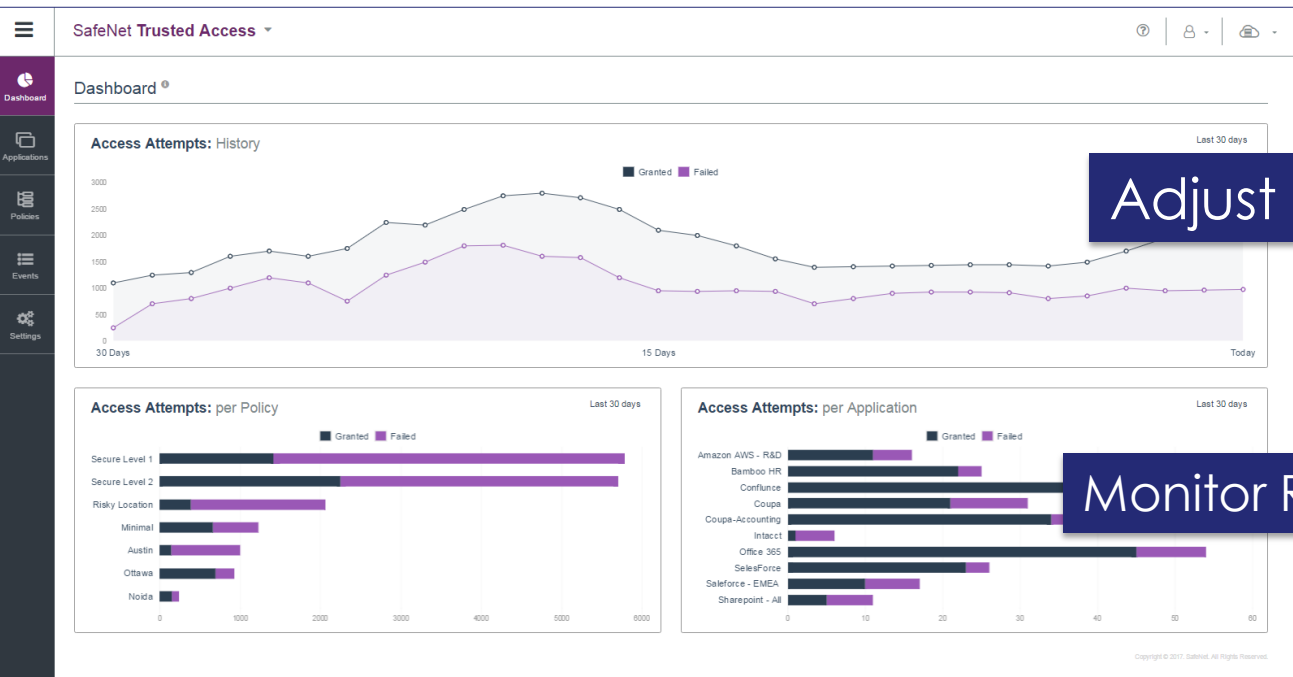 SafeNet Trusted Access
Dashboard
Dashboard
Applications
Policies
Events
Settings
Access Attempts: History
Last 30 days
Granted Failed
3000
2500
2000
1500
1000
500
0
30 Days 15 Days Today
Adjust
Access Attempts: per Policy
Last 30 days
Granted Failed
Secure Level 1
Secure Level 2
Risky Location
Minimal
Austin
Ottawa
Noida
0 1000 2000 3000 4000 5000 6000
Access Attempts: per Application
Last 30 days
Granted Failed
Amazon AWS - R&D
Bamboo HR
Conflunce
Coupa
Coupa-Accounting
Intacct
Office 365
SelesForce
Saleforce - EMEA
Sharepoint - All
0 10 20 30 40 50 60
Monitor R
Copyright © 2017. SafeNet. All Rights Reserved.